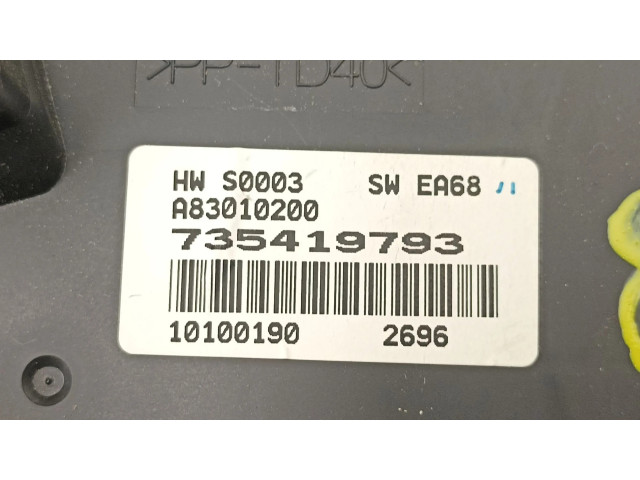 >PP-TD40<
HW S0003 SW EA68
A83010200
735419793
10100190 2696